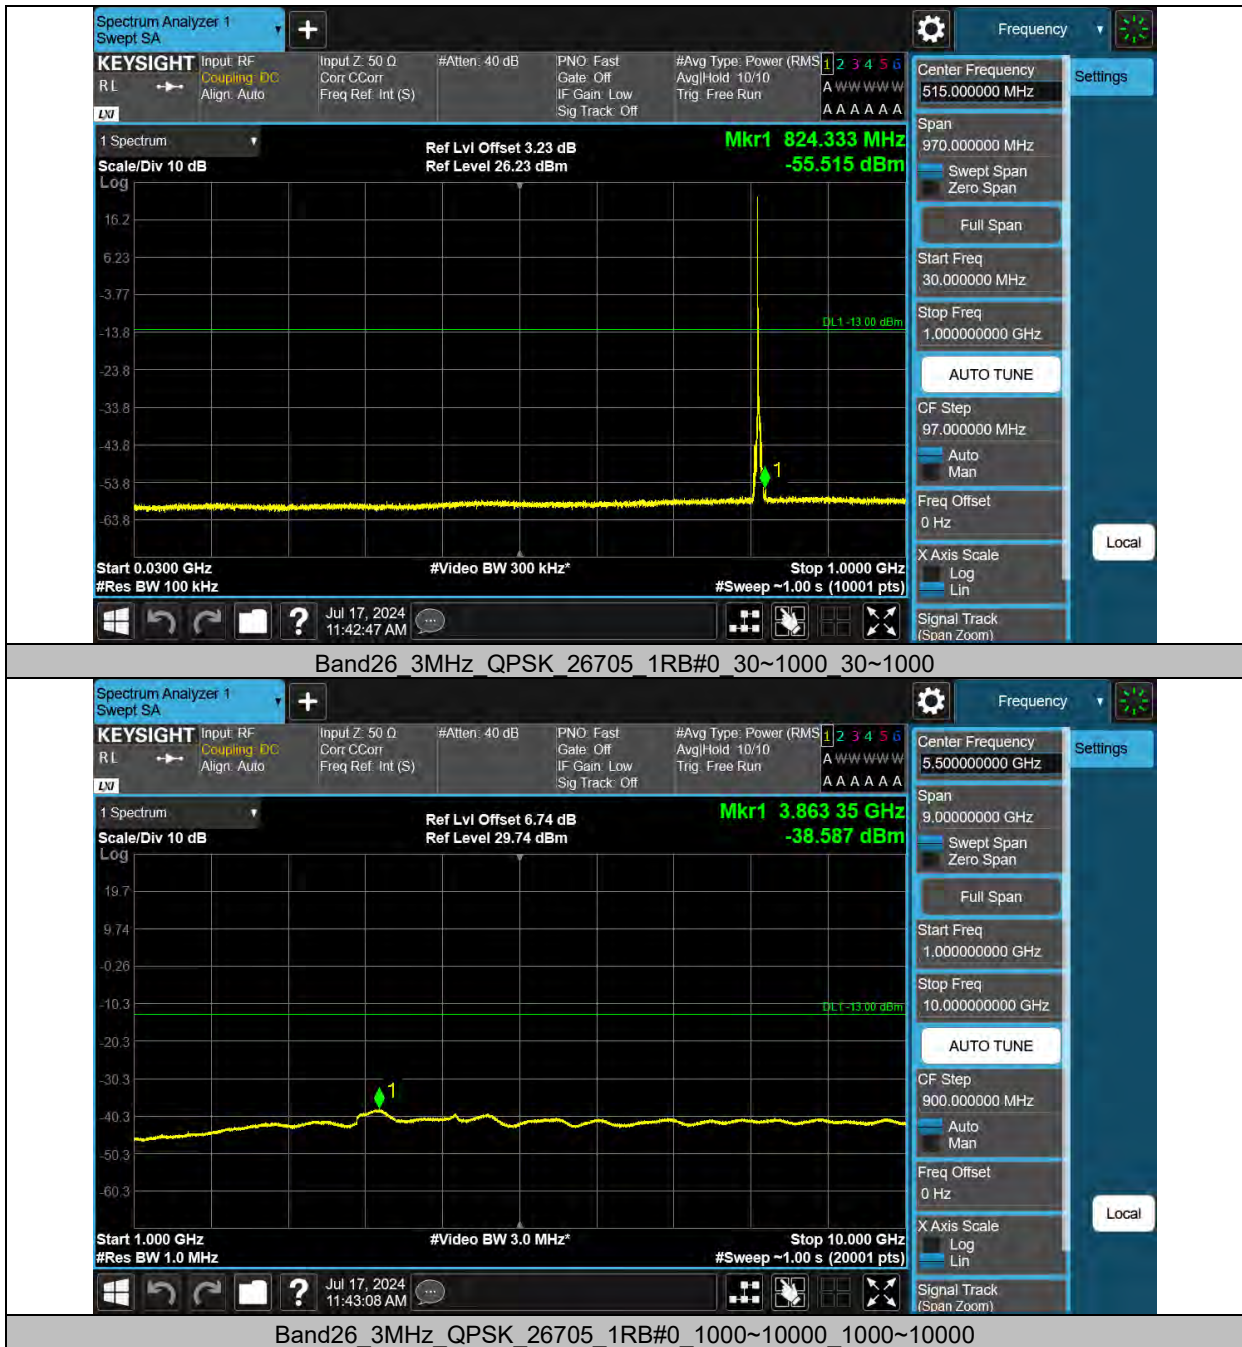 Spectrum Analyzer 1
Swept SA
+
Frequency
KEYSIGHT
Input: RF
Input Z: 50 Ω
#Atten: 40 dB
PNO: Fast
#Avg Type: Power (RMS
1 2 3 4 5 6
R L
Coupling: DC
Corr CCorr
Gate: Off
Avg|Hold: 10/10
A W W W W W
Align: Auto
Freq Ref: Int (S)
IF Gain: Low
Trig: Free Run
Sig Track: Off
A A A A A A
LXI
Center Frequency
515.000000 MHz
Settings
1 Spectrum
Ref Lvl Offset 3.23 dB
Mkr1 824.333 MHz
Scale/Div 10 dB
Ref Level 26.23 dBm
-55.515 dBm
Log
16.2
6.23
-3.77
-13.8
-23.8
-33.8
-43.8
-53.8
-63.8
DL1 -13.00 dBm
1
Start 0.0300 GHz
#Video BW 300 kHz*
Stop 1.0000 GHz
#Res BW 100 kHz
#Sweep ~1.00 s (10001 pts)
Span
970.000000 MHz
Swept Span
Zero Span
Full Span
Start Freq
30.000000 MHz
Stop Freq
1.000000000 GHz
AUTO TUNE
CF Step
97.000000 MHz
Auto
Man
Freq Offset
0 Hz
X Axis Scale
Log
Lin
Signal Track
(Span Zoom)
Local
?
Jul 17, 2024
11:42:47 AM
Band26_3MHz_QPSK_26705_1RB#0_30~1000_30~1000
Spectrum Analyzer 1
Swept SA
+
Frequency
KEYSIGHT
Input: RF
Input Z: 50 Ω
#Atten: 40 dB
PNO: Fast
#Avg Type: Power (RMS
1 2 3 4 5 6
R L
Coupling: DC
Corr CCorr
Gate: Off
Avg|Hold: 10/10
A W W W W W
Align: Auto
Freq Ref: Int (S)
IF Gain: Low
Trig: Free Run
Sig Track: Off
A A A A A A
LXI
Center Frequency
5.500000000 GHz
Settings
1 Spectrum
Ref Lvl Offset 6.74 dB
Mkr1 3.863 35 GHz
Scale/Div 10 dB
Ref Level 29.74 dBm
-38.587 dBm
Log
19.7
9.74
-0.26
-10.3
-20.3
-30.3
-40.3
-50.3
-60.3
DL1 -13.00 dBm
1
Start 1.000 GHz
#Video BW 3.0 MHz*
Stop 10.000 GHz
#Res BW 1.0 MHz
#Sweep ~1.00 s (20001 pts)
Span
9.00000000 GHz
Swept Span
Zero Span
Full Span
Start Freq
1.000000000 GHz
Stop Freq
10.000000000 GHz
AUTO TUNE
CF Step
900.000000 MHz
Auto
Man
Freq Offset
0 Hz
X Axis Scale
Log
Lin
Signal Track
(Span Zoom)
Local
?
Jul 17, 2024
11:43:08 AM
Band26_3MHz_QPSK_26705_1RB#0_1000~10000_1000~10000